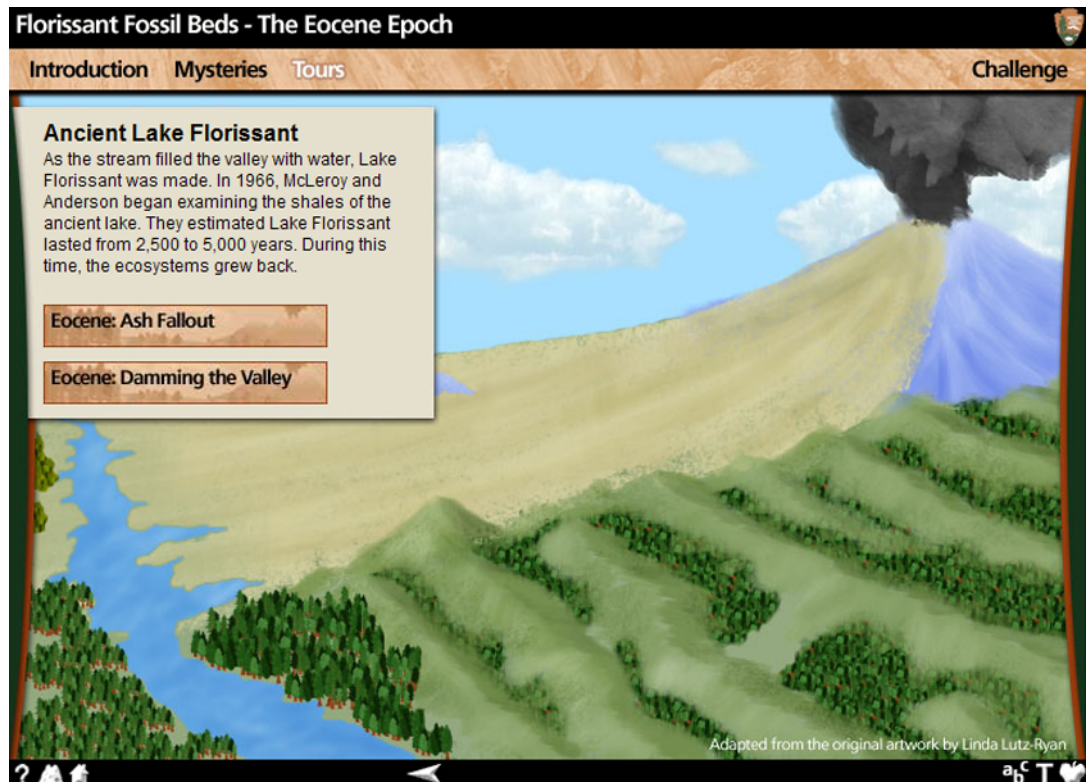 Florissant Fossil Beds - The Eocene Epoch
Introduction Mysteries Tours Challenge
Ancient Lake Florissant
As the stream filled the valley with water, Lake
Florissant was made. In 1966, McLeroy and
Anderson began examining the shales of the
ancient lake. They estimated Lake Florissant
lasted from 2,500 to 5,000 years. During this
time, the ecosystems grew back.
Eocene: Ash Fallout
Eocene: Damming the Valley
Adapted from the original artwork by Linda Lutz-Ryan
? abc T